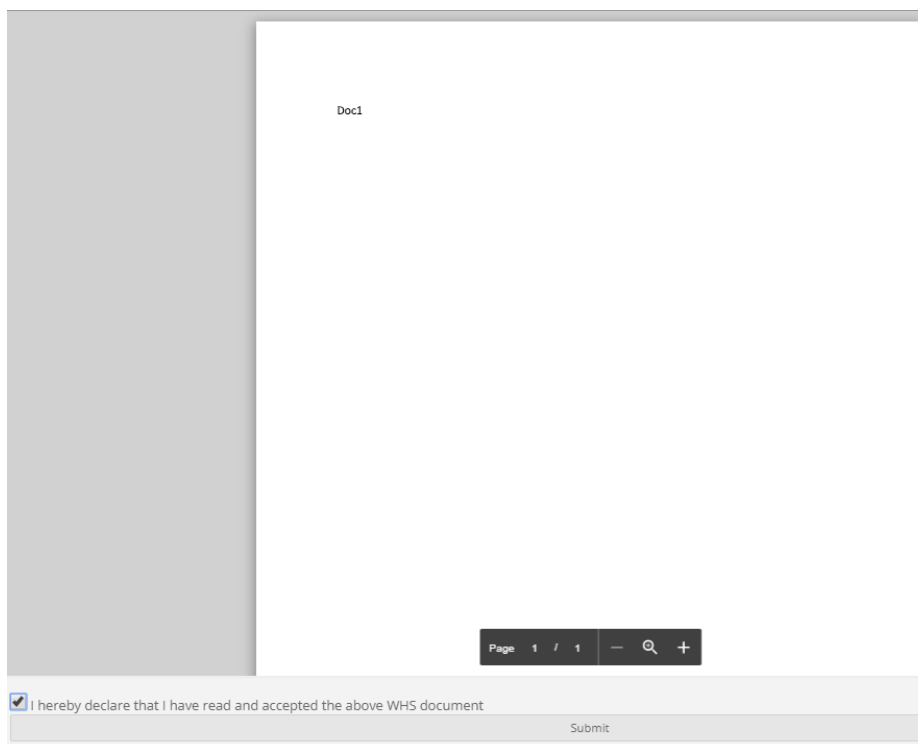 Doc1
Page 1 / 1
I hereby declare that I have read and accepted the above WHS document
Submit